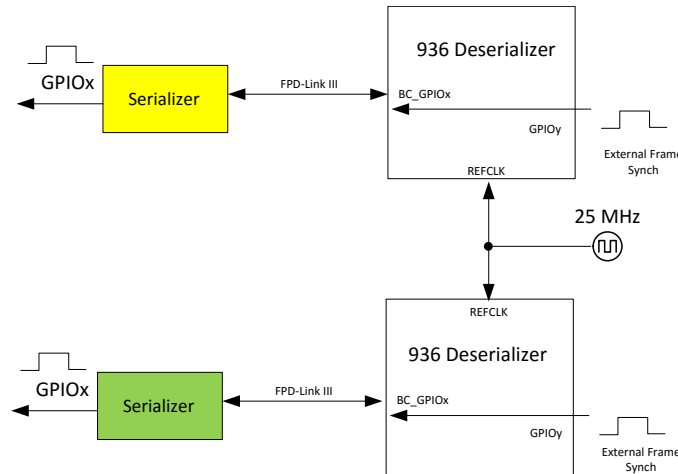 936 Deserializer
GPIOx
Serializer
FPD-Link III
BC_GPIOx
GPIOy
External Frame
Synch
REFCLK
25 MHz
REFCLK
936 Deserializer
GPIOx
Serializer
FPD-Link III
BC_GPIOx
GPIOy
External Frame
Synch